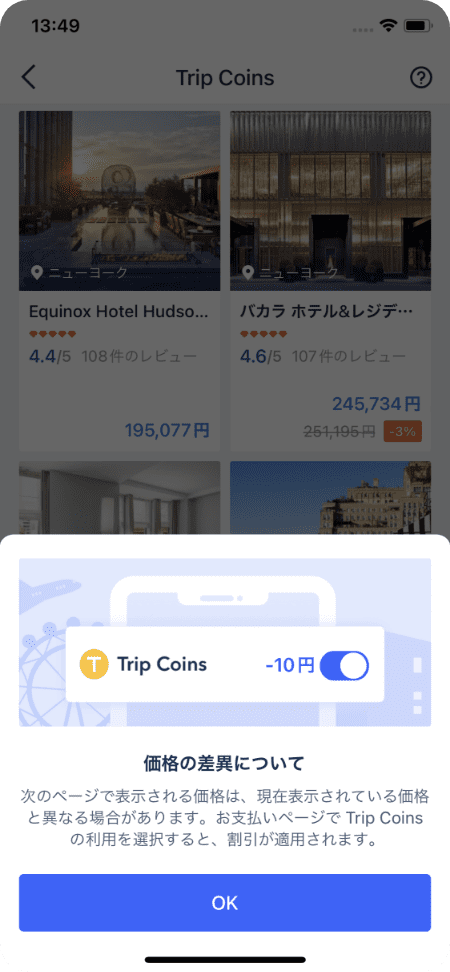 13:49
Trip Coins
ニューヨーク
ニューヨーク
Equinox Hotel Hudso...
バカラ ホテル&レジデ…
4.4/5 108件のレビュー
4.6/5 107件のレビュー
195,077円
245,734円
251,195円 -3%
T Trip Coins -10円
価格の差異について
次のページで表示される価格は、現在表示されている価格
と異なる場合があります。お支払いページで Trip Coins
の利用を選択すると、割引が適用されます。
OK